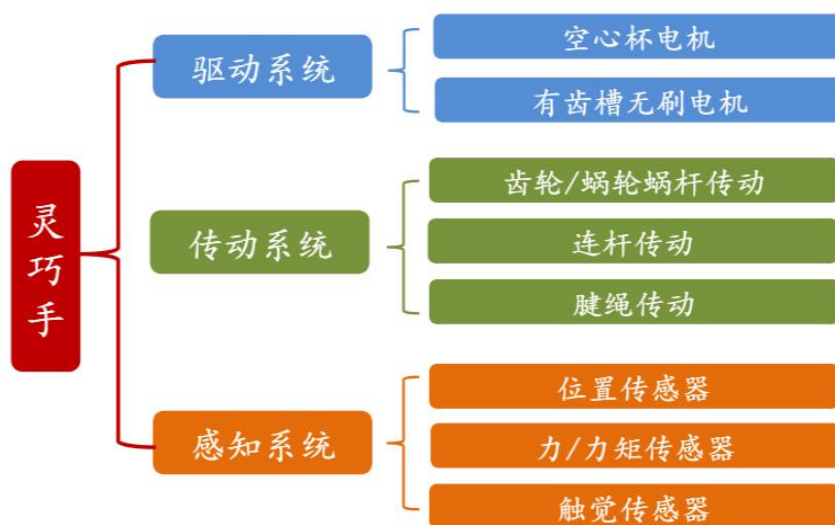 灵巧手
驱动系统
空心杯电机
有齿槽无刷电机
传动系统
齿轮/蜗轮蜗杆传动
连杆传动
腱绳传动
感知系统
位置传感器
力/力矩传感器
触觉传感器